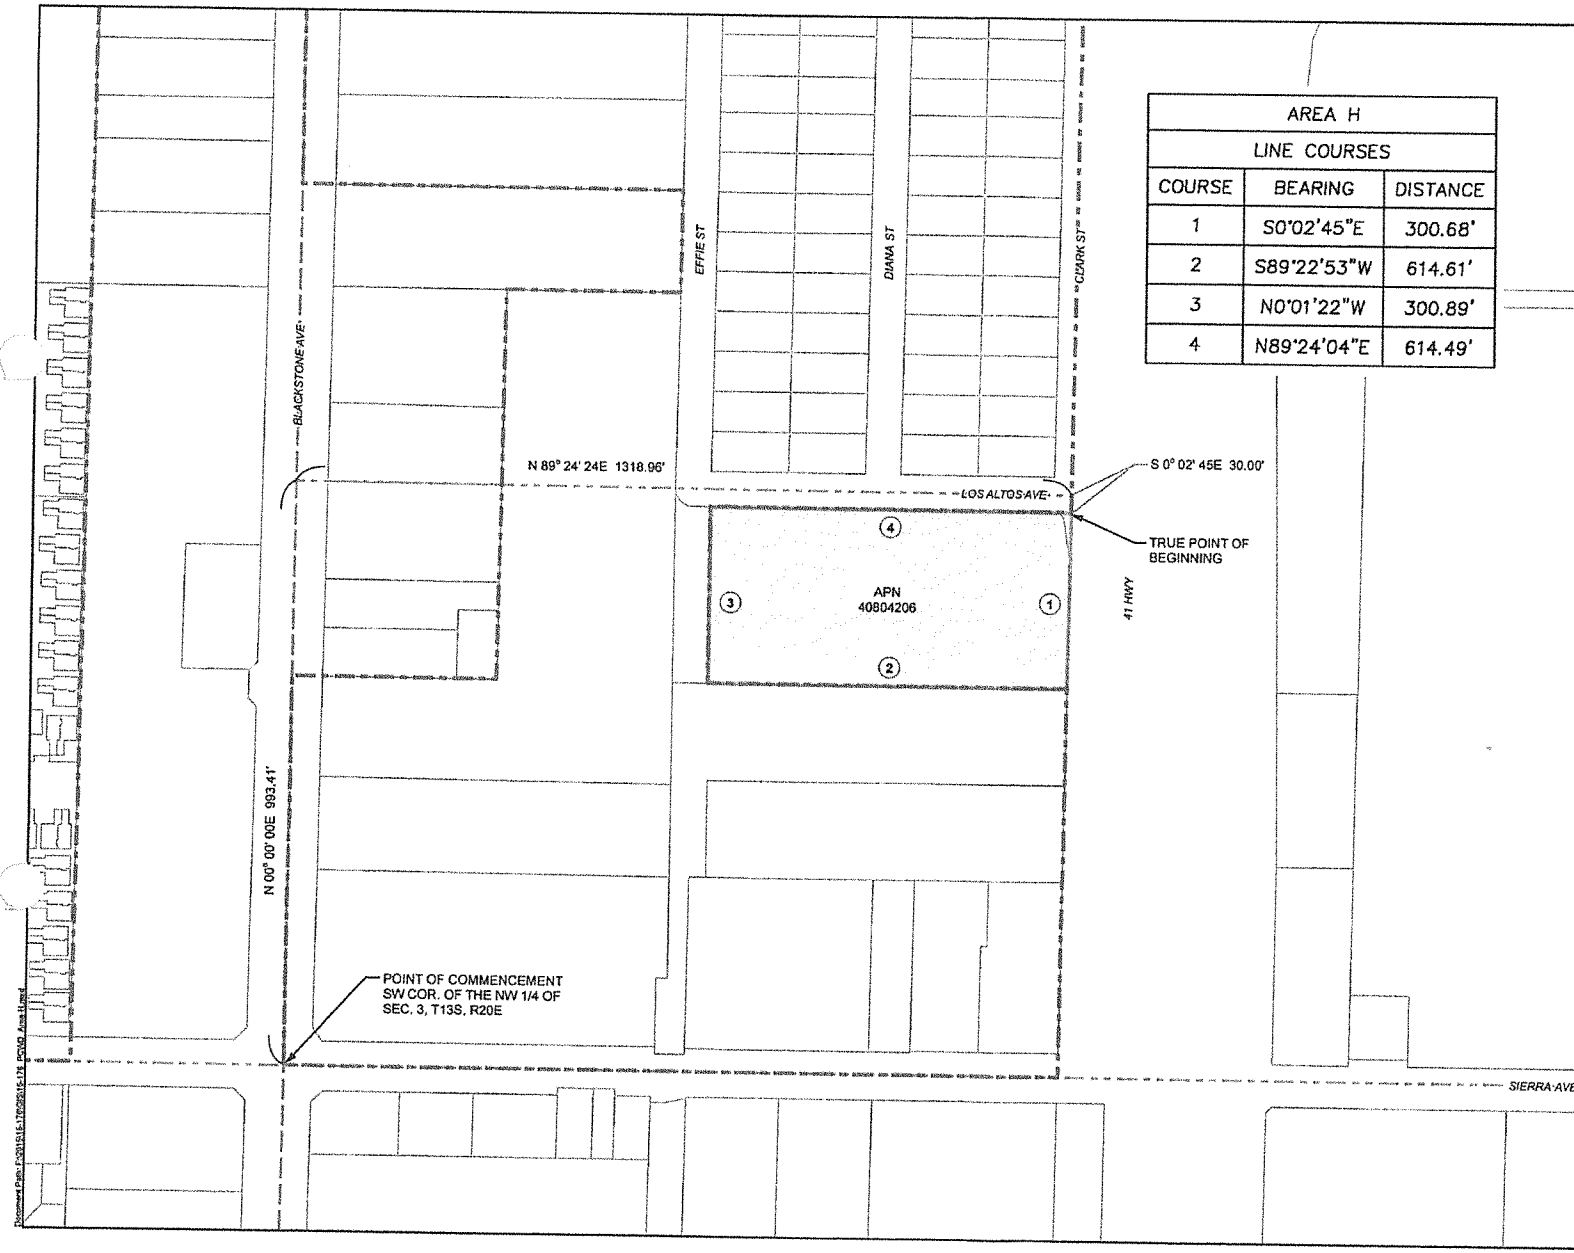 AREA H
LINE COURSES
COURSE BEARING DISTANCE
1 S0°02'45"E 300.68'
2 S89°22'53"W 614.61'
3 N0°01'22"W 300.89'
4 N89°24'04"E 614.49'
EFFIE ST
DIANA ST
CLARK ST
BLACKSTONE AVE
N 89° 24' 24E 1318.96'
S 0° 02' 45E 30.00'
LOS ALTOS AVE
TRUE POINT OF
BEGINNING
4
APN
40804206
3
1
2
41 HWY
N 00° 00' 00E 993.41'
POINT OF COMMENCEMENT
SW COR. OF THE NW 1/4 OF
SEC. 3, T13S, R20E
SIERRA AVE